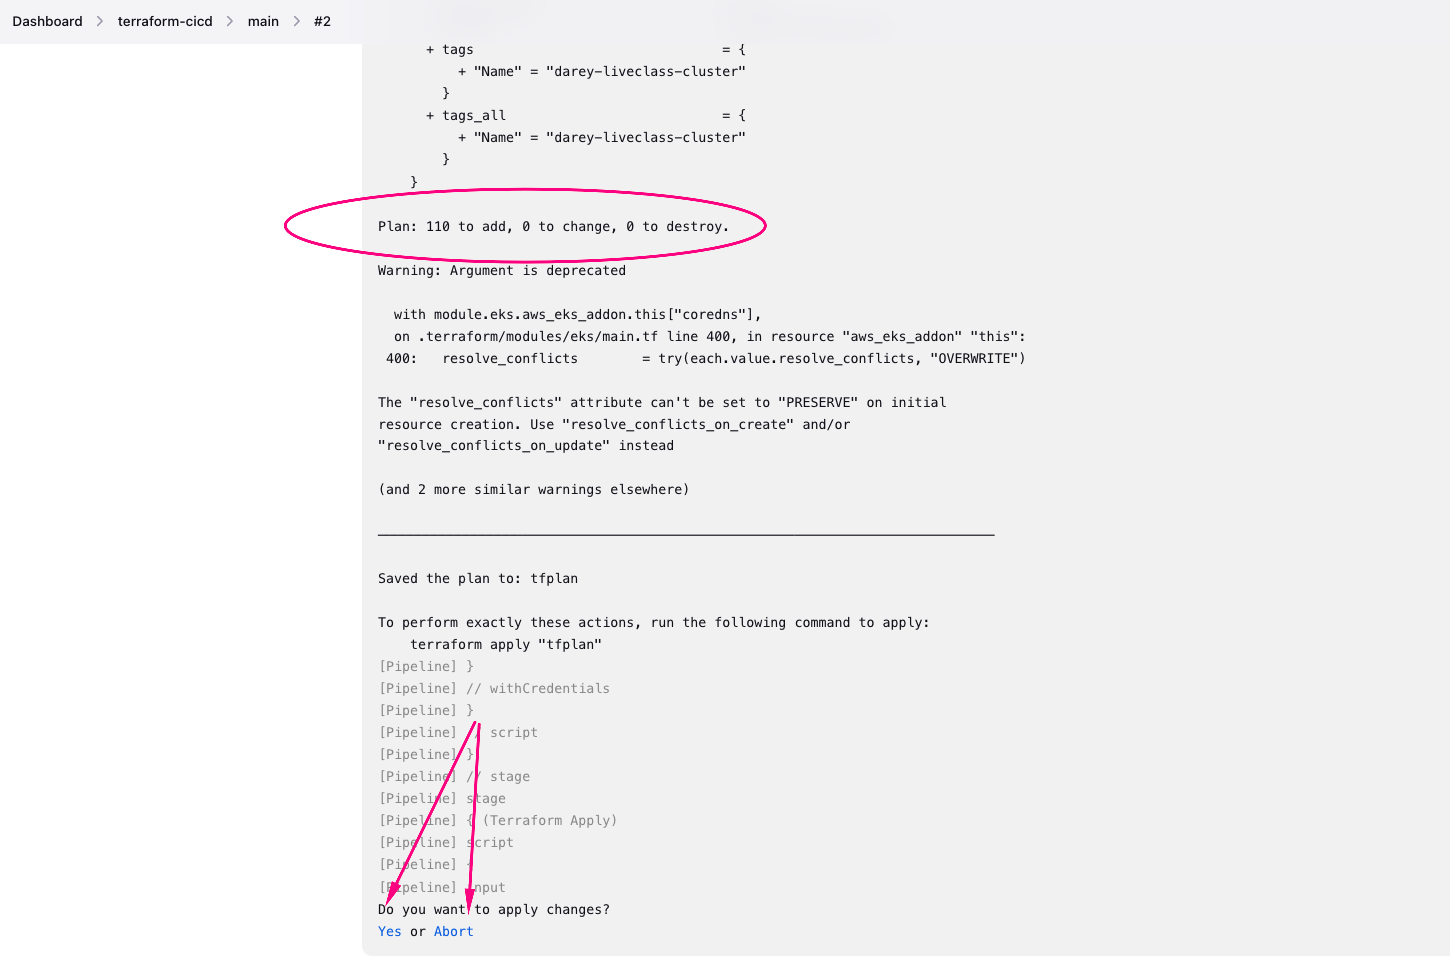 Dashboard > terraform-cicd > main > #2
+ tags = {
+ "Name" = "darey-liveclass-cluster"
}
+ tags_all = {
+ "Name" = "darey-liveclass-cluster"
}
}
Plan: 110 to add, 0 to change, 0 to destroy.
Warning: Argument is deprecated
with module.eks.aws_eks_addon.this["coredns"],
on .terraform/modules/eks/main.tf line 400, in resource "aws_eks_addon" "this":
400: resolve_conflicts = try(each.value.resolve_conflicts, "OVERWRITE")
The "resolve_conflicts" attribute can't be set to "PRESERVE" on initial
resource creation. Use "resolve_conflicts_on_create" and/or
"resolve_conflicts_on_update" instead
(and 2 more similar warnings elsewhere)
Saved the plan to: tfplan
To perform exactly these actions, run the following command to apply:
terraform apply "tfplan"
[Pipeline] }
[Pipeline] // withCredentials
[Pipeline] }
[Pipeline] // script
[Pipeline] }
[Pipeline] // stage
[Pipeline] stage
[Pipeline] { (Terraform Apply)
[Pipeline] script
[Pipeline] {
[Pipeline] input
Do you want to apply changes?
Yes or Abort